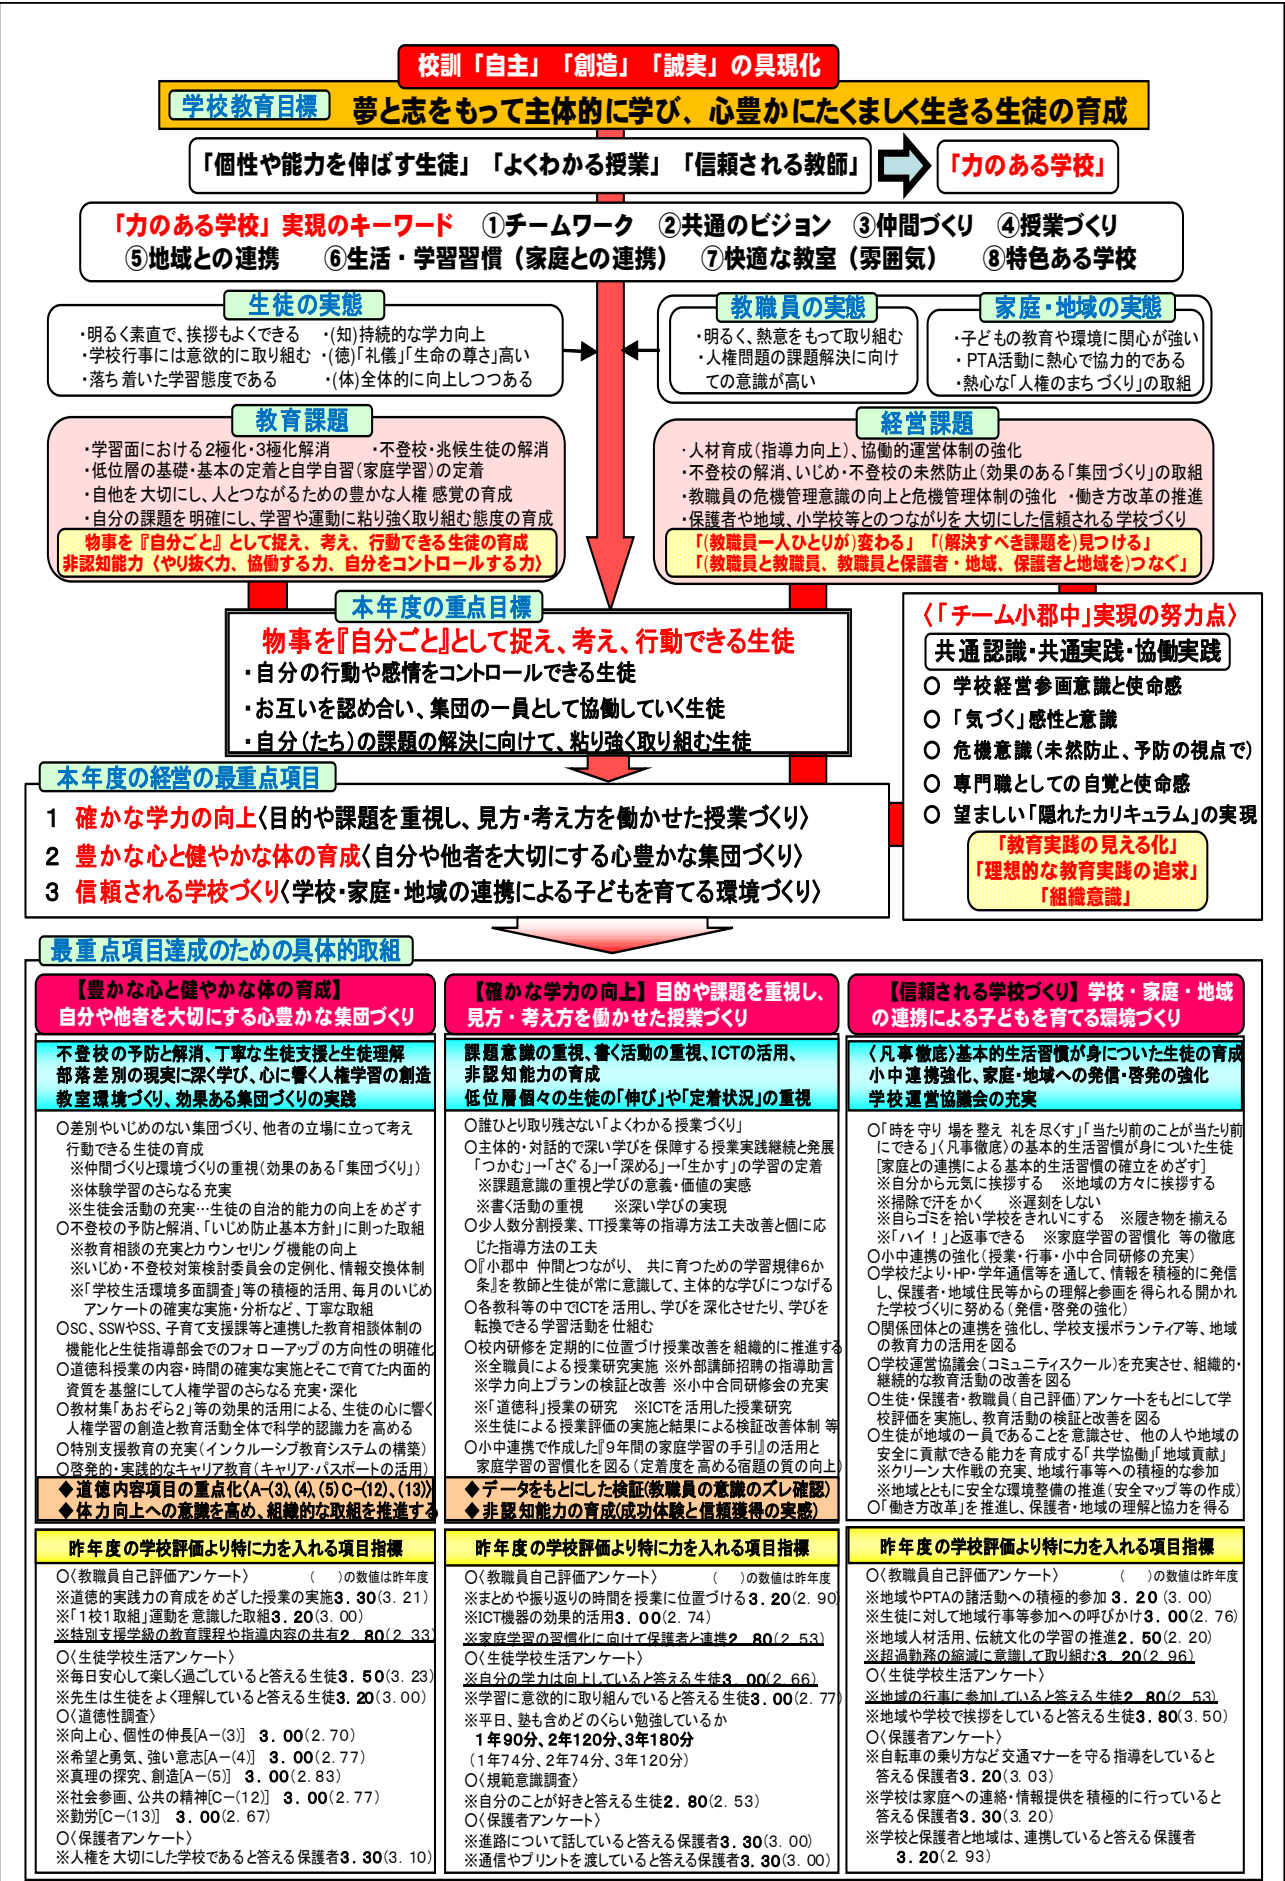 校訓「自主」「創造」「誠実」の具現化
学校教育目標 夢と志をもって主体的に学び、心豊かにたくましく生きる生徒の育成
「個性や能力を伸ばす生徒」「よくわかる授業」「信頼される教師」 「力のある学校」
「力のある学校」実現のキーワード ①チームワーク ②共通のビジョン ③仲間づくり ④授業づくり
⑤地域との連携 ⑥生活・学習習慣（家庭との連携） ⑦快適な教室（雰囲気） ⑧特色ある学校
生徒の実態
・明るく素直で、挨拶もよくできる ・(知)持続的な学力向上
・学校行事には意欲的に取り組む ・(徳)「礼儀」「生命の尊さ」高い
・落ち着いた学習態度である ・(体)全体的に向上しつつある
教職員の実態
・明るく、熱意をもって取り組む
・人権問題の課題解決に向け
ての意識が高い
家庭・地域の実態
・子どもの教育や環境に関心が強い
・PTA活動に熱心で協力的である
・熱心な「人権のまちづくり」の取組
教育課題
・学習面における2極化・3極化解消 ・不登校・兆候生徒の解消
・低位層の基礎・基本の定着と自学自習(家庭学習)の定着
・自他を大切にし、人とつながるための豊かな人権 感覚の育成
・自分の課題を明確にし、学習や運動に粘り強く取り組む態度の育成
物事を『自分ごと』として捉え、考え、行動できる生徒の育成
非認知能力〈やり抜く力、協働する力、自分をコントロールする力〉
経営課題
・人材育成(指導力向上)、協働的運営体制の強化
・不登校の解消、いじめ・不登校の未然防止(効果のある「集団づくり」の取組
・教職員の危機管理意識の向上と危機管理体制の強化 ・働き方改革の推進
・保護者や地域、小学校等とのつながりを大切にした信頼される学校づくり
「(教職員一人ひとりが)変わる」「(解決すべき課題を)見つける」
「(教職員と教職員、教職員と保護者・地域、保護者と地域を)つなぐ」
本年度の重点目標
物事を『自分ごと』として捉え、考え、行動できる生徒
・自分の行動や感情をコントロールできる生徒
・お互いを認め合い、集団の一員として協働していく生徒
・自分(たち)の課題の解決に向けて、粘り強く取り組む生徒
〈「チーム小郡中」実現の努力点〉
共通認識・共通実践・協働実践
○ 学校経営参画意識と使命感
○ 「気づく」感性と意識
○ 危機意識(未然防止、予防の視点で)
○ 専門職としての自覚と使命感
○ 望ましい「隠れたカリキュラム」の実現
「教育実践の見える化」
「理想的な教育実践の追求」
「組織意識」
本年度の経営の最重点項目
1 確かな学力の向上〈目的や課題を重視し、見方・考え方を働かせた授業づくり〉
2 豊かな心と健やかな体の育成〈自分や他者を大切にする心豊かな集団づくり〉
3 信頼される学校づくり〈学校・家庭・地域の連携による子どもを育てる環境づくり〉
最重点項目達成のための具体的取組
【豊かな心と健やかな体の育成】
自分や他者を大切にする心豊かな集団づくり
不登校の予防と解消、丁寧な生徒支援と生徒理解
部落差別の現実に深く学び、心に響く人権学習の創造
教室環境づくり、効果ある集団づくりの実践
○差別やいじめのない集団づくり、他者の立場に立って考え
行動できる生徒の育成
※仲間づくりと環境づくりの重視(効果のある「集団づくり」)
※体験学習のさらなる充実
※生徒会活動の充実…生徒の自治的能力の向上をめざす
○不登校の予防と解消、「いじめ防止基本方針」に則った取組
※教育相談の充実とカウンセリング機能の向上
※いじめ・不登校対策検討委員会の定例化、情報交換体制
※「学校生活環境多面調査」等の積極的活用、毎月のいじめ
アンケートの確実な実施・分析など、丁寧な取組
○SC、SSWやSS、子育て支援課等と連携した教育相談体制の
機能化と生徒指導部会でのフォローアップの方向性の明確化
○道徳科授業の内容・時間の確実な実施とそこで育てた内面的
資質を基盤にして人権学習のさらなる充実・深化
○教材集「あおぞら2」等の効果的活用による、生徒の心に響く
人権学習の創造と教育活動全体で科学的認識力を高める
○特別支援教育の充実(インクルーシブ教育システムの構築)
○啓発的・実践的なキャリア教育(キャリア・パスポートの活用)
◆道徳内容項目の重点化〈A-(3)、(4)、(5) C-(12)、(13)〉
◆体力向上への意識を高め、組織的な取組を推進する
昨年度の学校評価より特に力を入れる項目指標
○〈教職員自己評価アンケート〉 ( )の数値は昨年度
※道徳的実践力の育成をめざした授業の実施3.30(3.21)
※「1校1取組」運動を意識した取組3.20(3.00)
※特別支援学級の教育課程や指導内容の共有2.80(2.33)
○〈生徒学校生活アンケート〉
※毎日安心して楽しく過ごしていると答える生徒3.50(3.23)
※先生は生徒をよく理解していると答える生徒3.20(3.00)
○〈道徳性調査〉
※向上心、個性の伸長[A-(3)] 3.00(2.70)
※希望と勇気、強い意志[A-(4)] 3.00(2.77)
※真理の探究、創造[A-(5)] 3.00(2.83)
※社会参画、公共の精神[C-(12)] 3.00(2.77)
※勤労[C-(13)] 3.00(2.67)
○〈保護者アンケート〉
※人権を大切にした学校であると答える保護者3.30(3.10)
【確かな学力の向上】目的や課題を重視し、
見方・考え方を働かせた授業づくり
課題意識の重視、書く活動の重視、ICTの活用、
非認知能力の育成
低位層個々の生徒の「伸び」や「定着状況」の重視
○誰ひとり取り残さない「よくわかる授業づくり」
○主体的・対話的で深い学びを保障する授業実践継続と発展
「つかむ」→「さぐる」→「深める」→「生かす」の学習の定着
※課題意識の重視と学びの意義・価値の実感
※書く活動の重視 ※深い学びの実現
○少人数分割授業、TT授業等の指導方法工夫改善と個に応
じた指導方法の工夫
○『小郡中 仲間とつながり、 共に育つための学習規律6か
条』を教師と生徒が常に意識して、主体的な学びにつなげる
○各教科等の中でICTを活用し、学びを深化させたり、学びを
転換できる学習活動を仕組む
○校内研修を定期的に位置づけ授業改善を組織的に推進する
※全職員による授業研究実施 ※外部講師招聘の指導助言
※学力向上プランの検証と改善 ※小中合同研修会の充実
※「道徳科」授業の研究 ※ICTを活用した授業研究
※生徒による授業評価の実施と結果による検証改善体制 等
○小中連携で作成した『9年間の家庭学習の手引』の活用と
家庭学習の習慣化を図る(定着度を高める宿題の質の向上)
◆データをもとにした検証(教職員の意識のズレ確認)
◆非認知能力の育成(成功体験と信頼獲得の実感)
昨年度の学校評価より特に力を入れる項目指標
○〈教職員自己評価アンケート〉 ( )の数値は昨年度
※まとめや振り返りの時間を授業に位置づける3.20(2.90
※ICT機器の効果的活用3.00(2.74)
※家庭学習の習慣化に向けて保護者と連携2.80(2.53)
○〈生徒学校生活アンケート〉
※自分の学力は向上していると答える生徒3.00(2.66)
※学習に意欲的に取り組んでいると答える生徒3.00(2.77)
※平日、塾も含めどのくらい勉強しているか
1年90分、2年120分、3年180分
(1年74分、2年74分、3年120分)
○〈規範意識調査〉
※自分のことが好きと答える生徒2.80(2.53)
○〈保護者アンケート〉
※進路について話していると答える保護者3.30(3.00)
※通信やプリントを渡していると答える保護者3.30(3.00)
【信頼される学校づくり】学校・家庭・地域
の連携による子どもを育てる環境づくり
〈凡事徹底〉基本的生活習慣が身についた生徒の育成
小中連携強化、家庭・地域への発信・啓発の強化
学校運営協議会の充実
○「時を守り 場を整え 礼を尽くす」「当たり前のことが当たり前
にできる」〈凡事徹底〉の基本的生活習慣が身についた生徒
[家庭との連携による基本的生活習慣の確立をめざす]
※自分から元気に挨拶する ※地域の方々に挨拶する
※掃除で汗をかく ※遅刻をしない
※自らゴミを拾い学校をきれいにする ※履き物を揃える
※「ハイ！」と返事できる ※家庭学習の習慣化 等の徹底
○小中連携の強化(授業・行事・小中合同研修の充実)
○学校だより・HP・学年通信等を通して、情報を積極的に発信
し、保護者・地域住民等からの理解と参画を得られる開かれ
た学校づくりに努める(発信・啓発の強化)
○関係団体との連携を強化し、学校支援ボランティア等、地域
の教育力の活用を図る
○学校運営協議会(コミュニティスクール)を充実させ、組織的・
継続的な教育活動の改善を図る
○生徒・保護者・教職員(自己評価)アンケートをもとにして学
校評価を実施し、教育活動の検証と改善を図る
○生徒が地域の一員であることを意識させ、他の人や地域の
安全に貢献できる能力を育成する「共学協働」「地域貢献」
※クリーン大作戦の充実、地域行事等への積極的な参加
※地域とともに安全な環境整備の推進(安全マップ等の作成)
○「働き方改革」を推進し、保護者・地域の理解と協力を得る
昨年度の学校評価より特に力を入れる項目指標
○〈教職員自己評価アンケート〉 ( )の数値は昨年度
※地域やPTAの諸活動への積極的参加 3.20(3.00)
※生徒に対して地域行事等参加への呼びかけ3.00(2.76)
※地域人材活用、伝統文化の学習の推進2.50(2.20)
※超過勤務の縮減に意識して取り組む3.20(2.96)
○〈生徒学校生活アンケート〉
※地域の行事に参加していると答える生徒2.80(2.53)
※地域や学校で挨拶をしていると答える生徒3.80(3.50)
○〈保護者アンケート〉
※自転車の乗り方など交通マナーを守る指導をしていると
答える保護者3.20(3.03)
※学校は家庭への連絡・情報提供を積極的に行っていると
答える保護者3.30(3.20)
※学校と保護者と地域は、連携していると答える保護者
3.20(2.93)